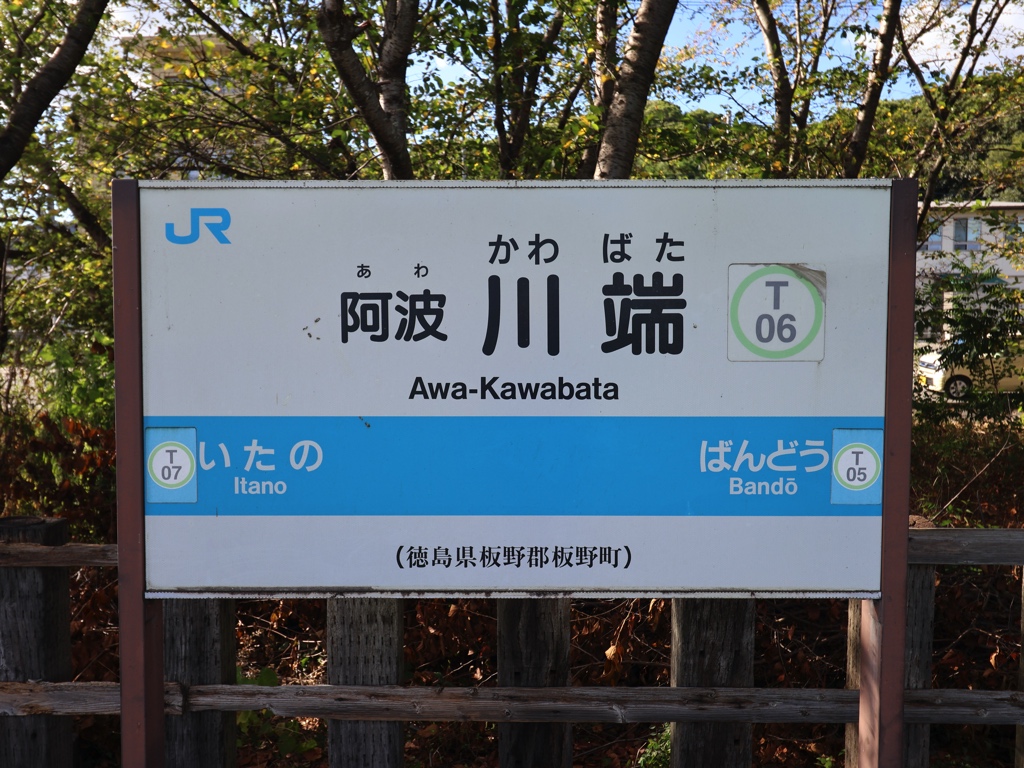 JR
あわ かわばた
阿波川端
T
06
Awa-Kawabata
T
07
いたの
Itano
ばんどう
Bandō
T
05
(徳島県板野郡板野町)